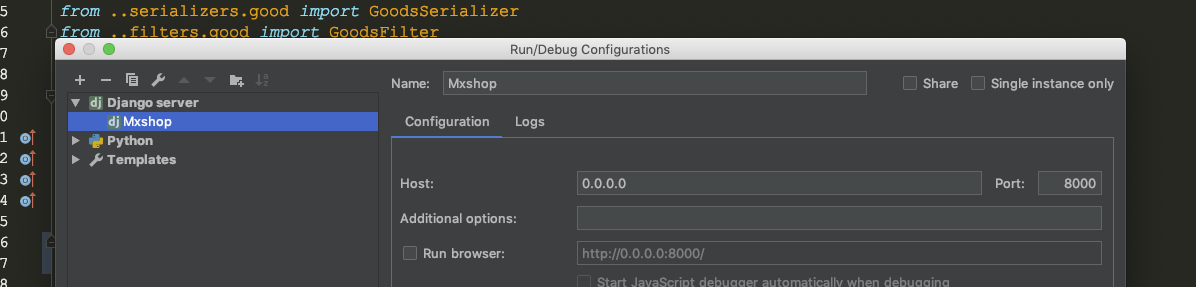 5 from ..serializers.good import GoodsSerializer
6 from ..filters.good import GoodsFilter
7 Run/Debug Configurations
8
Name: Mxshop Share Single instance only
9 dj Django server
0 dj Mxshop Configuration Logs
1 Python
2 Templates
3 Host: 0.0.0.0 Port: 8000
4
5 Additional options:
6 Run browser: http://0.0.0.0:8000/
7
Start JavaScript debugger automatically when debugging